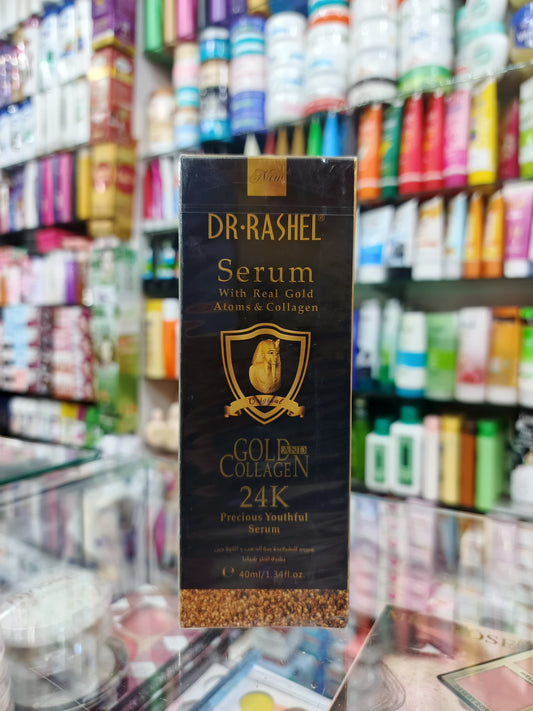 New
DR·RASHEL®
Serum
With Real Gold
Atoms & Collagen
Original
GOLD AND
COLLAGEN
24K
Precious Youthful
Serum
℮ 40ml/1.34fl.oz.